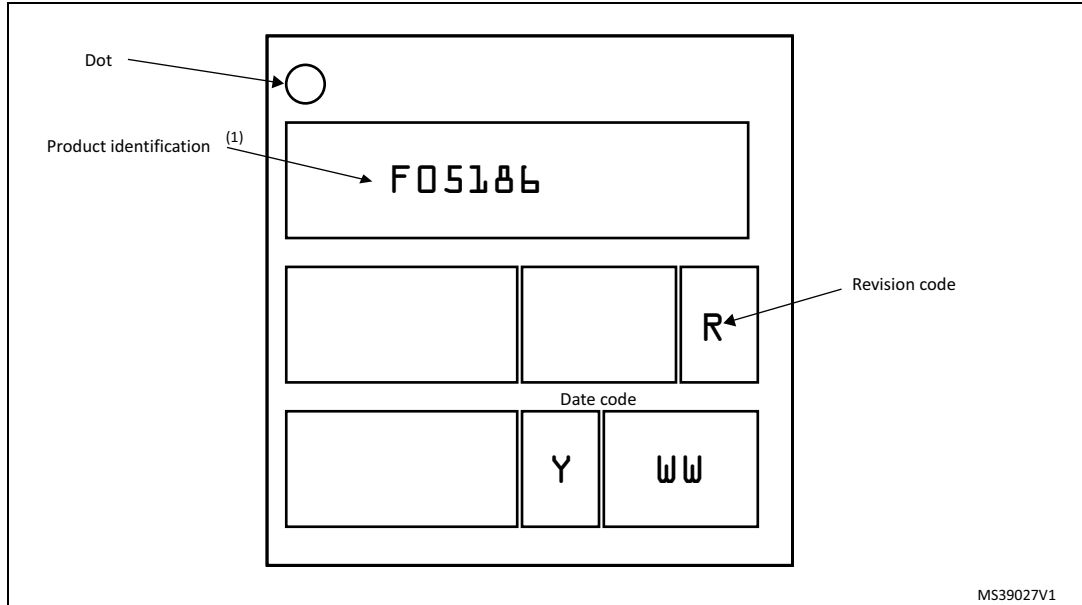 Dot
Product identification (1)
F05186
Revision code
R
Date code
Y WW
MS39027V1